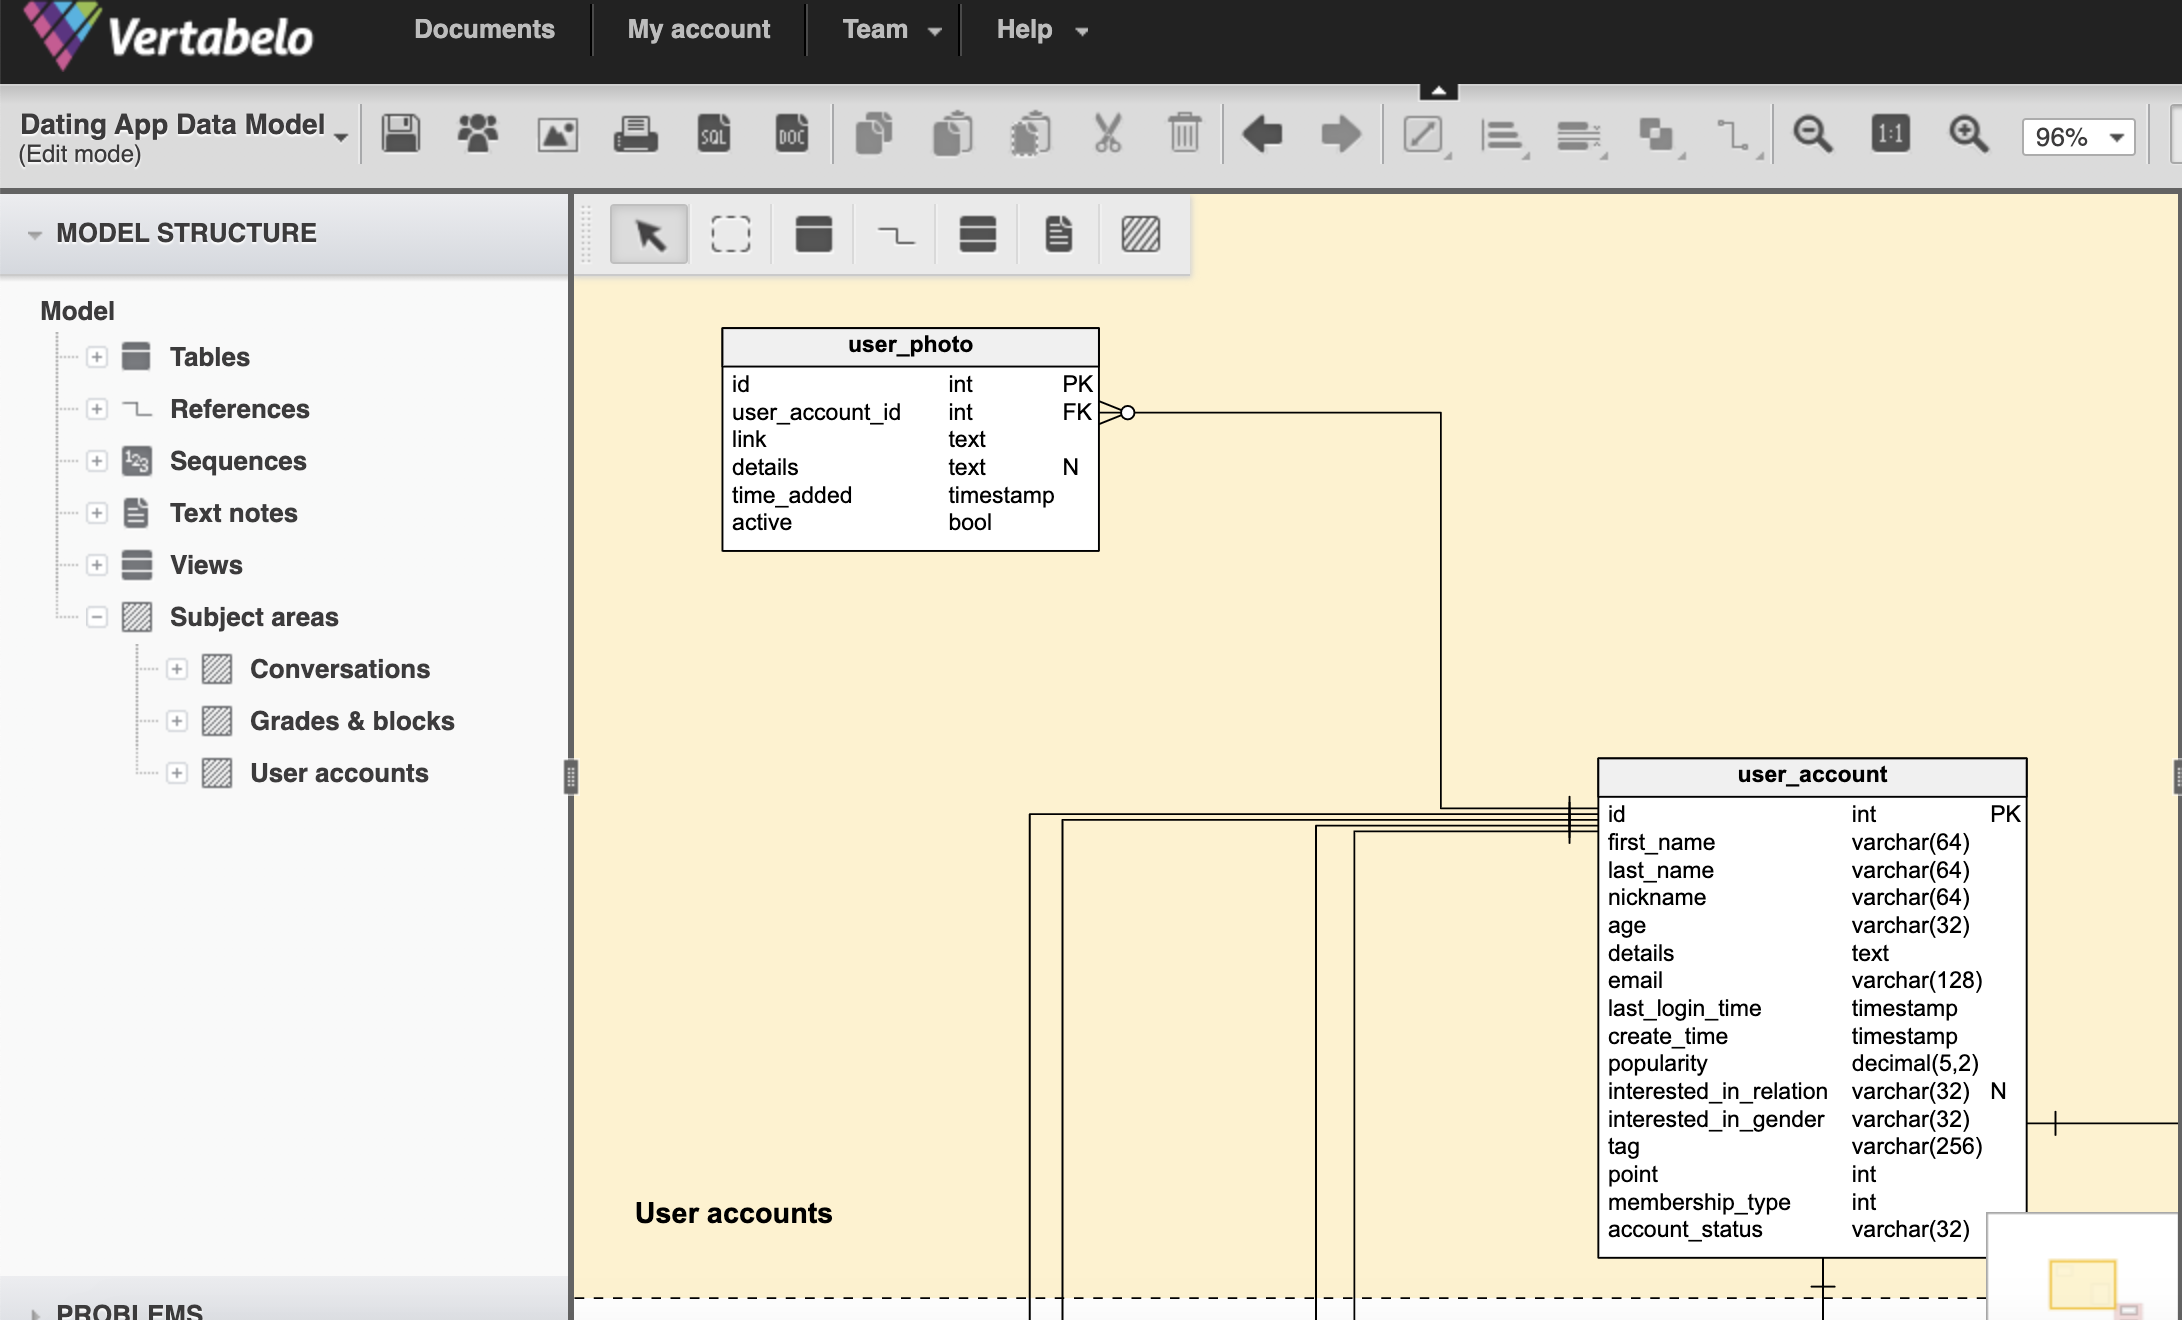 Vertabelo
Documents
My account
Team
Help
Dating App Data Model
(Edit mode)
SQL
DOC
1:1
96%
MODEL STRUCTURE
Model
Tables
References
123
Sequences
Text notes
Views
Subject areas
Conversations
Grades & blocks
User accounts
PROBLEMS
user_photo
id int PK
user_account_id int FK
link text
details text N
time_added timestamp
active bool
user_account
id int PK
first_name varchar(64)
last_name varchar(64)
nickname varchar(64)
age varchar(32)
details text
email varchar(128)
last_login_time timestamp
create_time timestamp
popularity decimal(5,2)
interested_in_relation varchar(32) N
interested_in_gender varchar(32)
tag varchar(256)
point int
membership_type int
account_status varchar(32)
User accounts